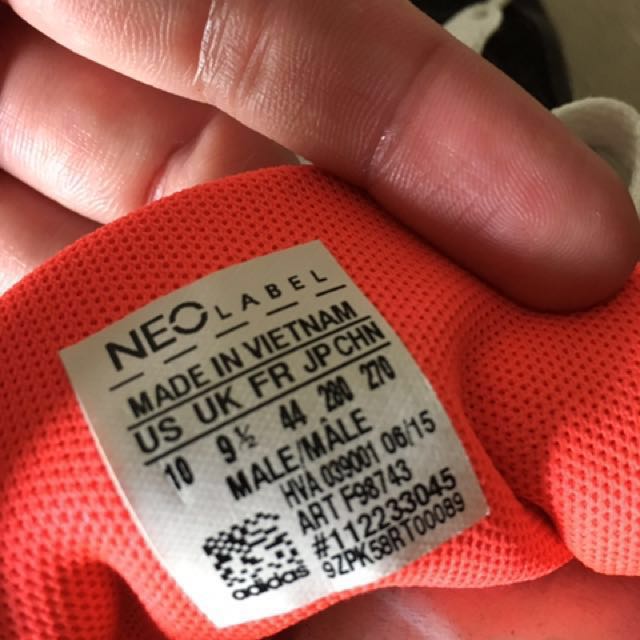 NEO LABEL
MADE IN VIETNAM
US UK FR JP CHN
10 9½ 44 280 270
MALE/MÂLE
HVA 039001 06/15
ART F98743
#1122233045
9ZPK58RT00089
adidas